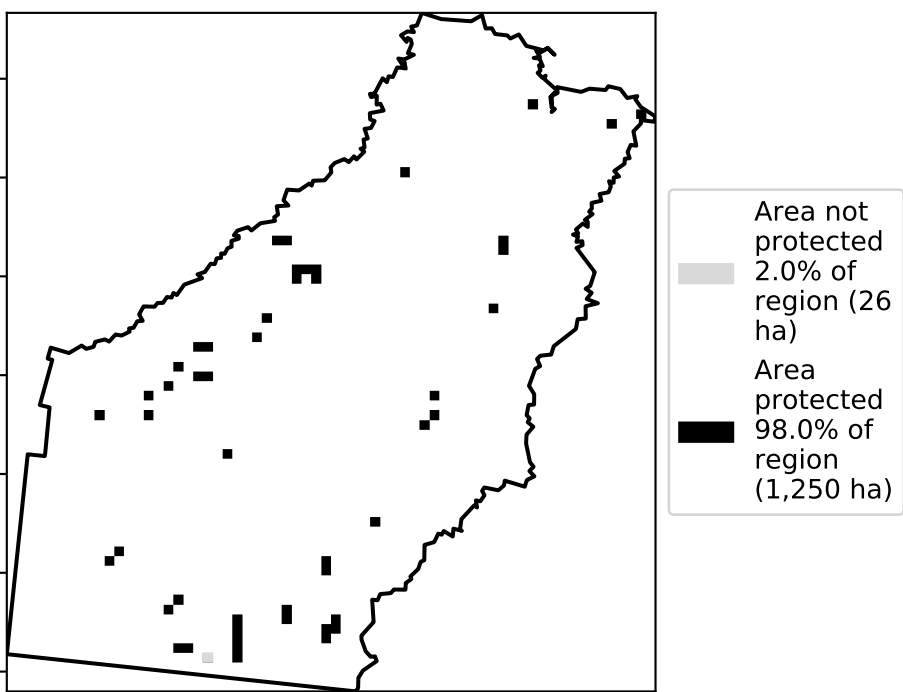 Area not
protected
2.0% of
region (26
ha)
Area
protected
98.0% of
region
(1,250 ha)